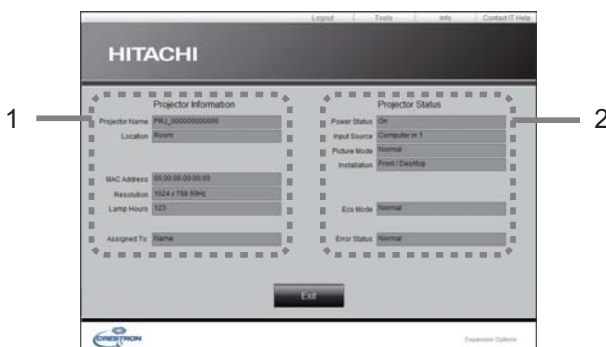 Logout Tools Info Contact IT Help
HITACHI
1
Projector Information
Projector Name PRJ_000000000000
Location Room
MAC Address 00:00:00:00:00:00
Resolution 1024 x 768 60Hz
Lamp Hours 123
Assigned To: Name
Projector Status
Power Status On
Input Source Computer in 1
Picture Mode Normal
Installation Front / Desktop
Eco Mode Normal
Error Status Normal
2
Exit
CRESTRON
Expansion Options